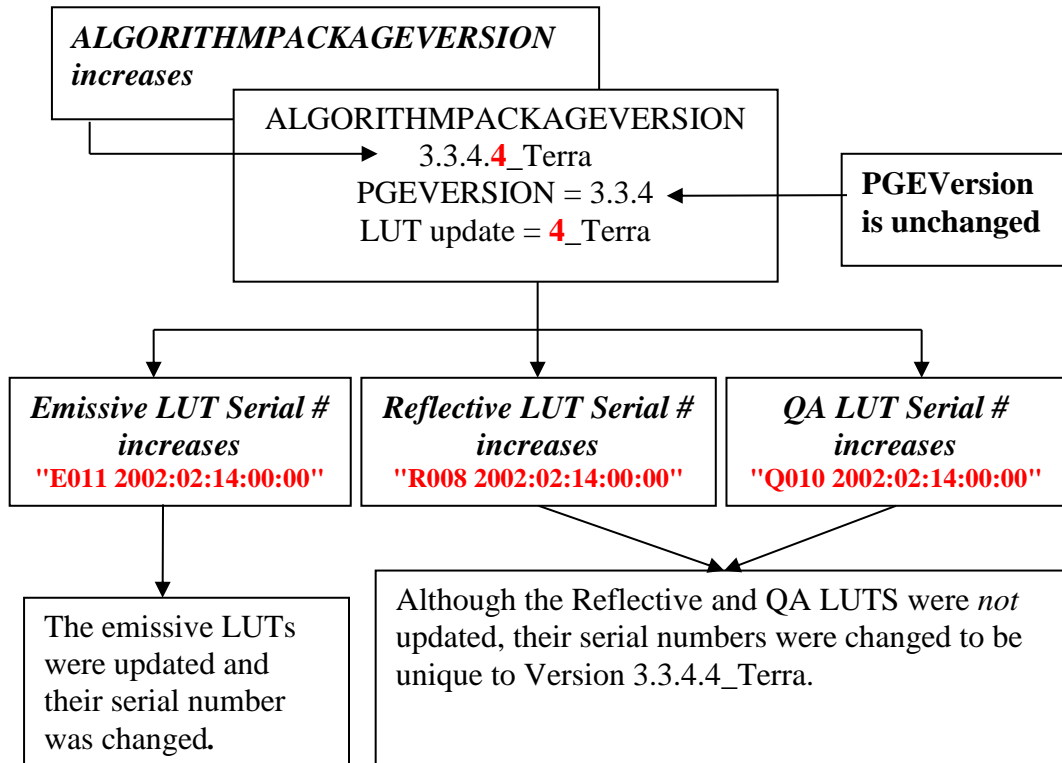 ALGORITHMPACKAGEVERSION
increases
ALGORITHMPACKAGEVERSION
3.3.4.4_Terra
PGEVERSION = 3.3.4
LUT update = 4_Terra
PGEVersion
is unchanged
Emissive LUT Serial #
increases
"E011 2002:02:14:00:00"
Reflective LUT Serial #
increases
"R008 2002:02:14:00:00"
QA LUT Serial #
increases
"Q010 2002:02:14:00:00"
The emissive LUTs
were updated and
their serial number
was changed.
Although the Reflective and QA LUTS were not
updated, their serial numbers were changed to be
unique to Version 3.3.4.4_Terra.